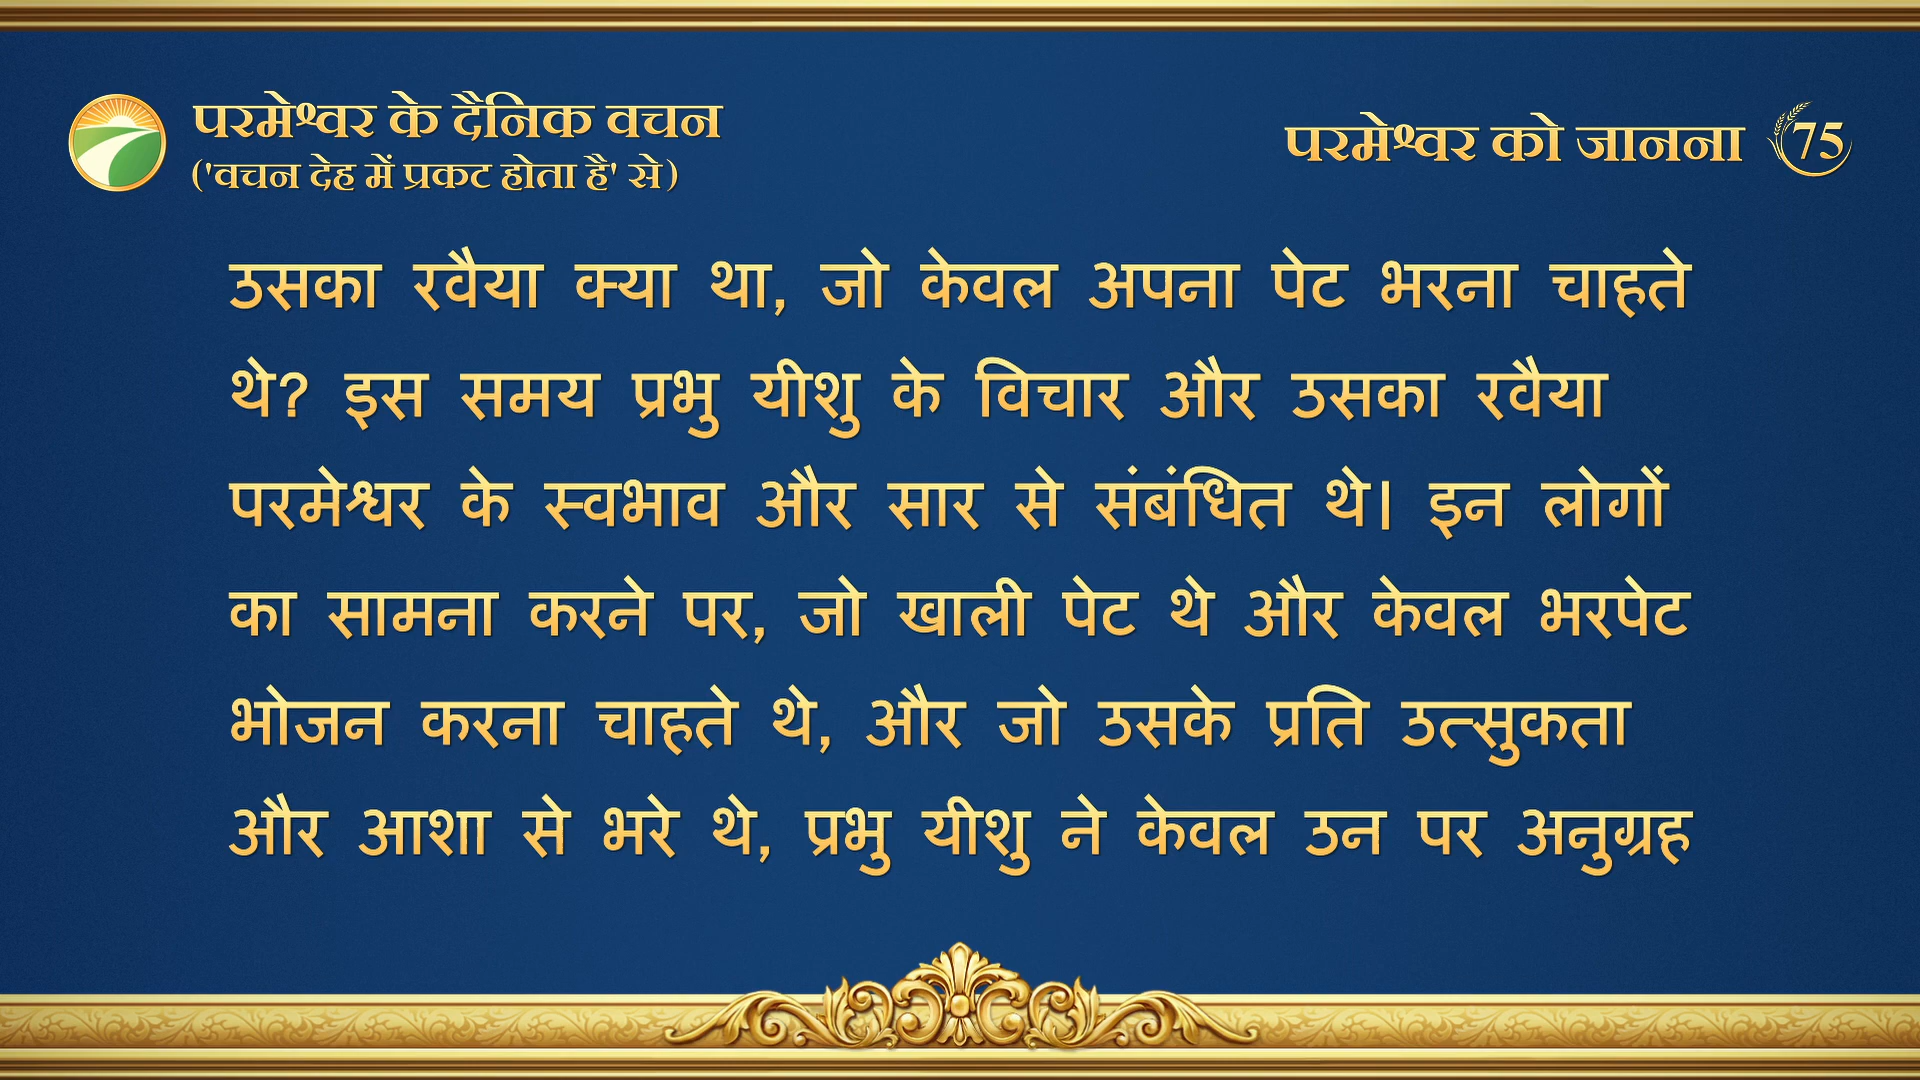 परमेश्वर के दैनिक वचन
('वचन देह में प्रकट होता है' से)
परमेश्वर को जानना 75
उसका रवैया क्या था, जो केवल अपना पेट भरना चाहते
थे? इस समय प्रभु यीशु के विचार और उसका रवैया
परमेश्वर के स्वभाव और सार से संबंधित थे। इन लोगों
का सामना करने पर, जो खाली पेट थे और केवल भरपेट
भोजन करना चाहते थे, और जो उसके प्रति उत्सुकता
और आशा से भरे थे, प्रभु यीशु ने केवल उन पर अनुग्रह